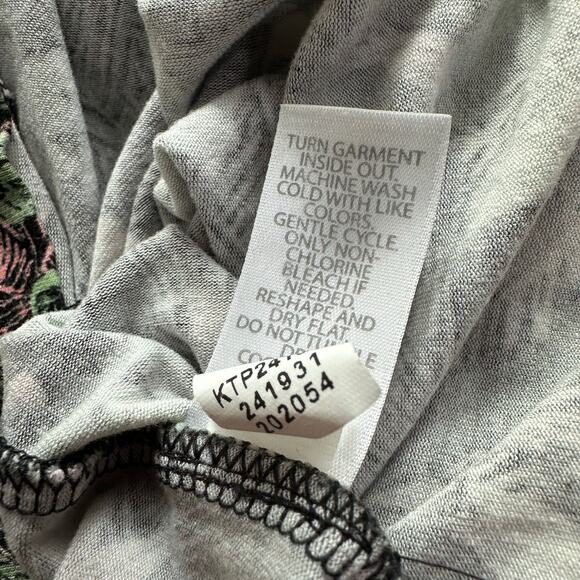 TURN GARMENT
INSIDE OUT.
MACHINE WASH
COLD WITH LIKE
COLORS.
GENTLE CYCLE
ONLY NON-
CHLORINE
BLEACH IF
NEEDED.
RESHAPE AND
DRY FLAT.
DO NOT TUMBLE
KTP24
241931
202054